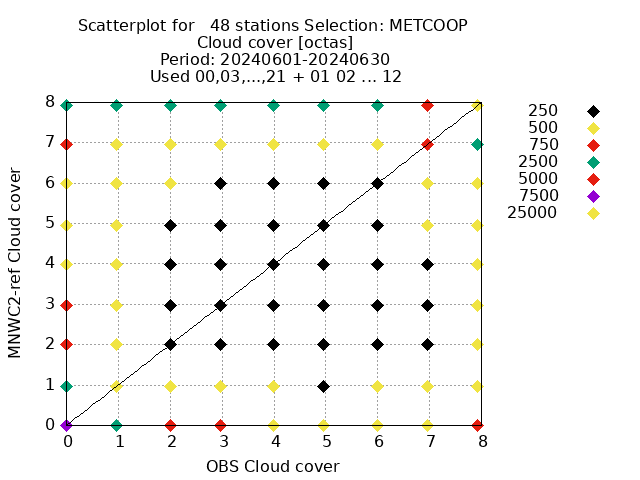 Scatterplot for   48 stations Selection: METCOOP
Cloud cover [octas]
Period: 20240601-20240630
Used 00,03,...,21 + 01 02 ... 12
250
500
750
2500
5000
7500
25000
MNWC2-ref Cloud cover
8
7
6
5
4
3
2
1
0
0 1 2 3 4 5 6 7 8
OBS Cloud cover